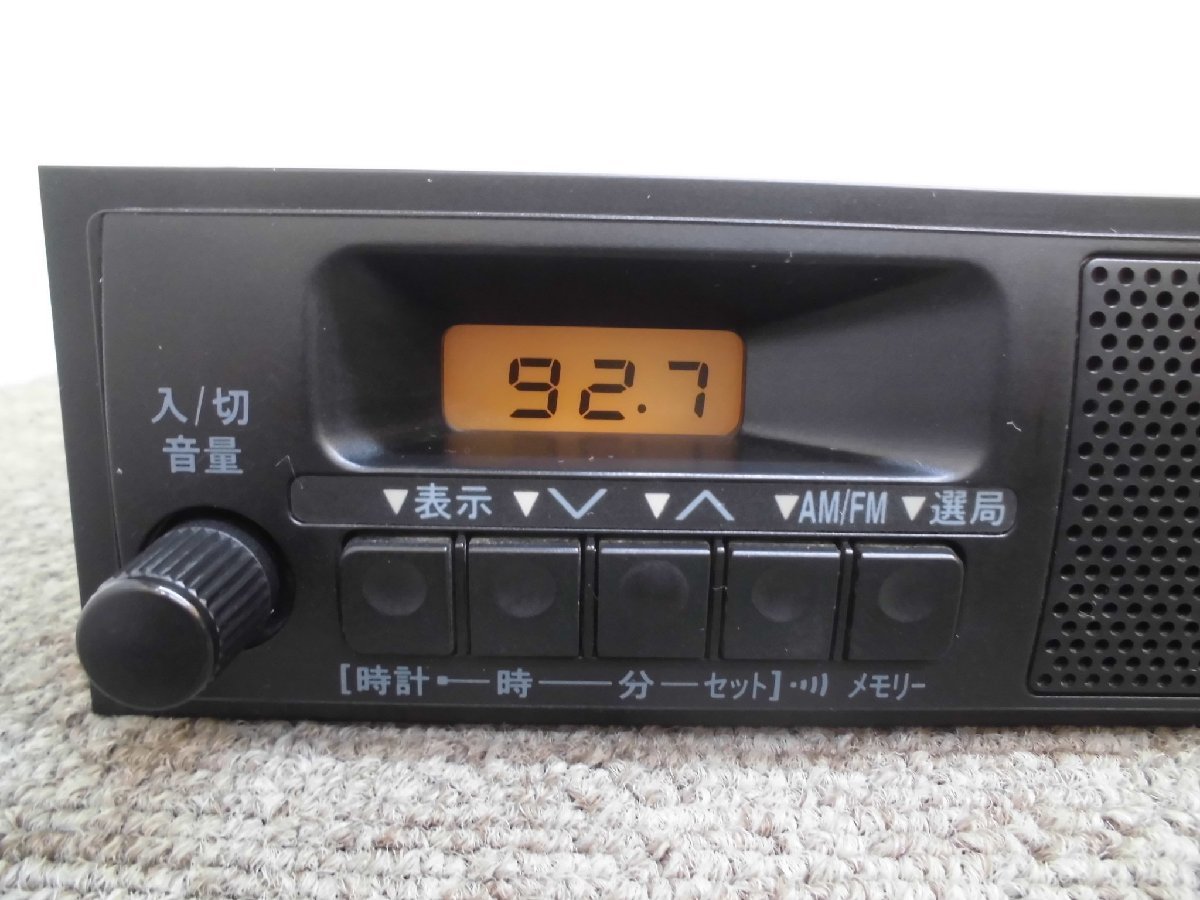 92.7
入/切
音量
▼表示 ▼∨ ▼∧ ▼AM/FM ▼選局
[時計 時 分 セット] メモリー